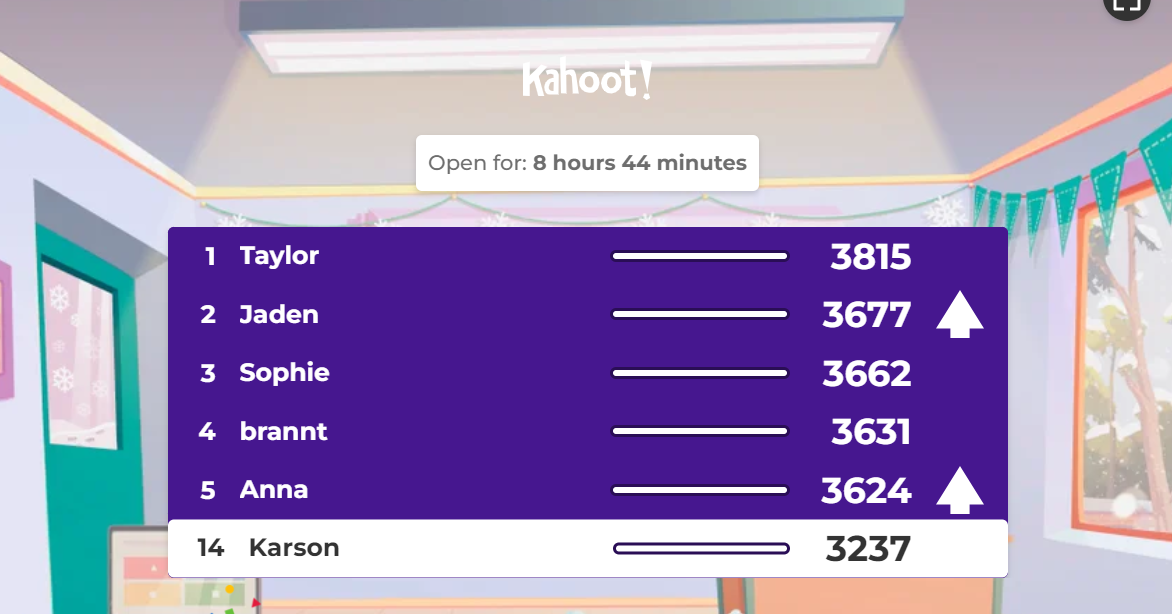 Kahoot!
Open for: 8 hours 44 minutes
1 Taylor 3815
2 Jaden 3677
3 Sophie 3662
4 brannt 3631
5 Anna 3624
14 Karson 3237